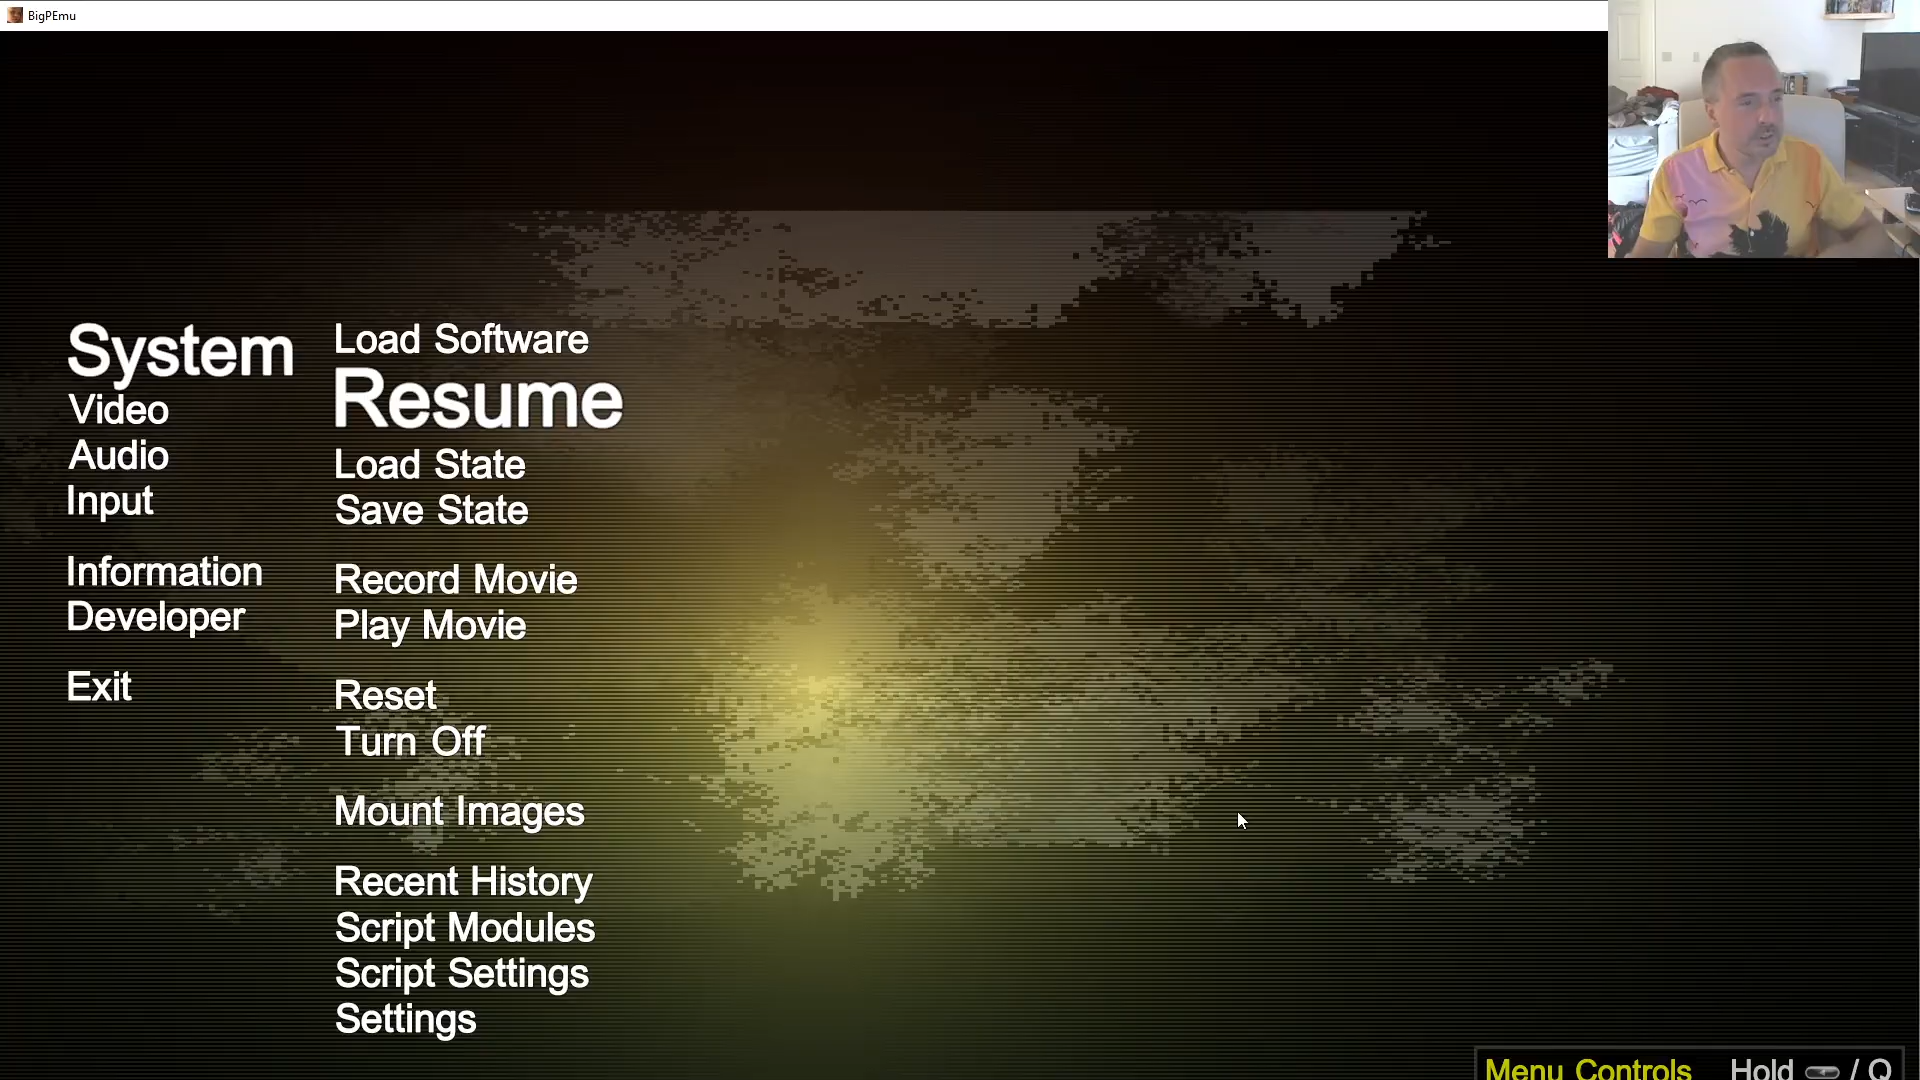 BigPEmu
System
Video
Audio
Input
Information
Developer
Exit
Load Software
Resume
Load State
Save State
Record Movie
Play Movie
Reset
Turn Off
Mount Images
Recent History
Script Modules
Script Settings
Settings
Menu Controls Hold / Q